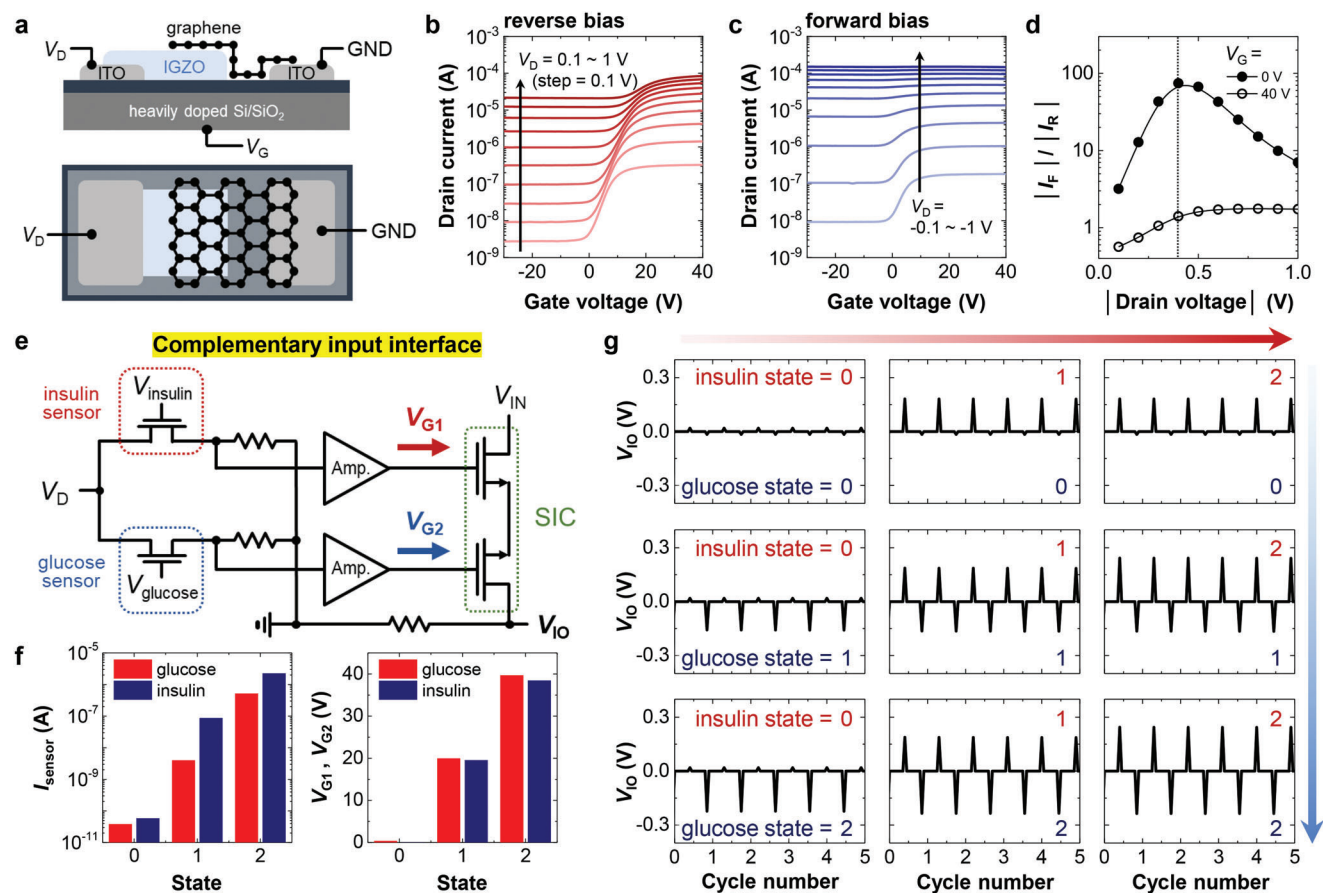 a
graphene
V_D
GND
ITO
IGZO
ITO
heavily doped Si/SiO₂
V_G
V_D
GND
b
reverse bias
10⁻³
10⁻⁴
10⁻⁵
10⁻⁶
10⁻⁷
10⁻⁸
10⁻⁹
Drain current (A)
V_D = 0.1 ~ 1 V
(step = 0.1 V)
-20 0 20 40
Gate voltage (V)
c
forward bias
10⁻³
10⁻⁴
10⁻⁵
10⁻⁶
10⁻⁷
10⁻⁸
10⁻⁹
Drain current (A)
V_D =
-0.1 ~ -1 V
-20 0 20 40
Gate voltage (V)
d
V_G =
0 V
40 V
100
10
1
|I_F| / |I_R|
0.0 0.5 1.0
|Drain voltage| (V)
e
Complementary input interface
insulin
sensor
V_insulin
V_D
glucose
sensor
V_glucose
Amp.
Amp.
V_G1
V_G2
V_IN
SIC
V_IO
f
10⁻⁵
10⁻⁷
10⁻⁹
10⁻¹¹
I_sensor (A)
glucose
insulin
0 1 2
State
40
30
20
10
0
V_G1 , V_G2 (V)
glucose
insulin
0 1 2
State
g
0.3
0.0
-0.3
V_IO (V)
insulin state = 0
glucose state = 0
1
0
2
0
0.3
0.0
-0.3
V_IO (V)
insulin state = 0
glucose state = 1
1
1
2
1
0.3
0.0
-0.3
V_IO (V)
insulin state = 0
glucose state = 2
1
2
2
2
0 1 2 3 4 5
Cycle number
0 1 2 3 4 5
Cycle number
0 1 2 3 4 5
Cycle number